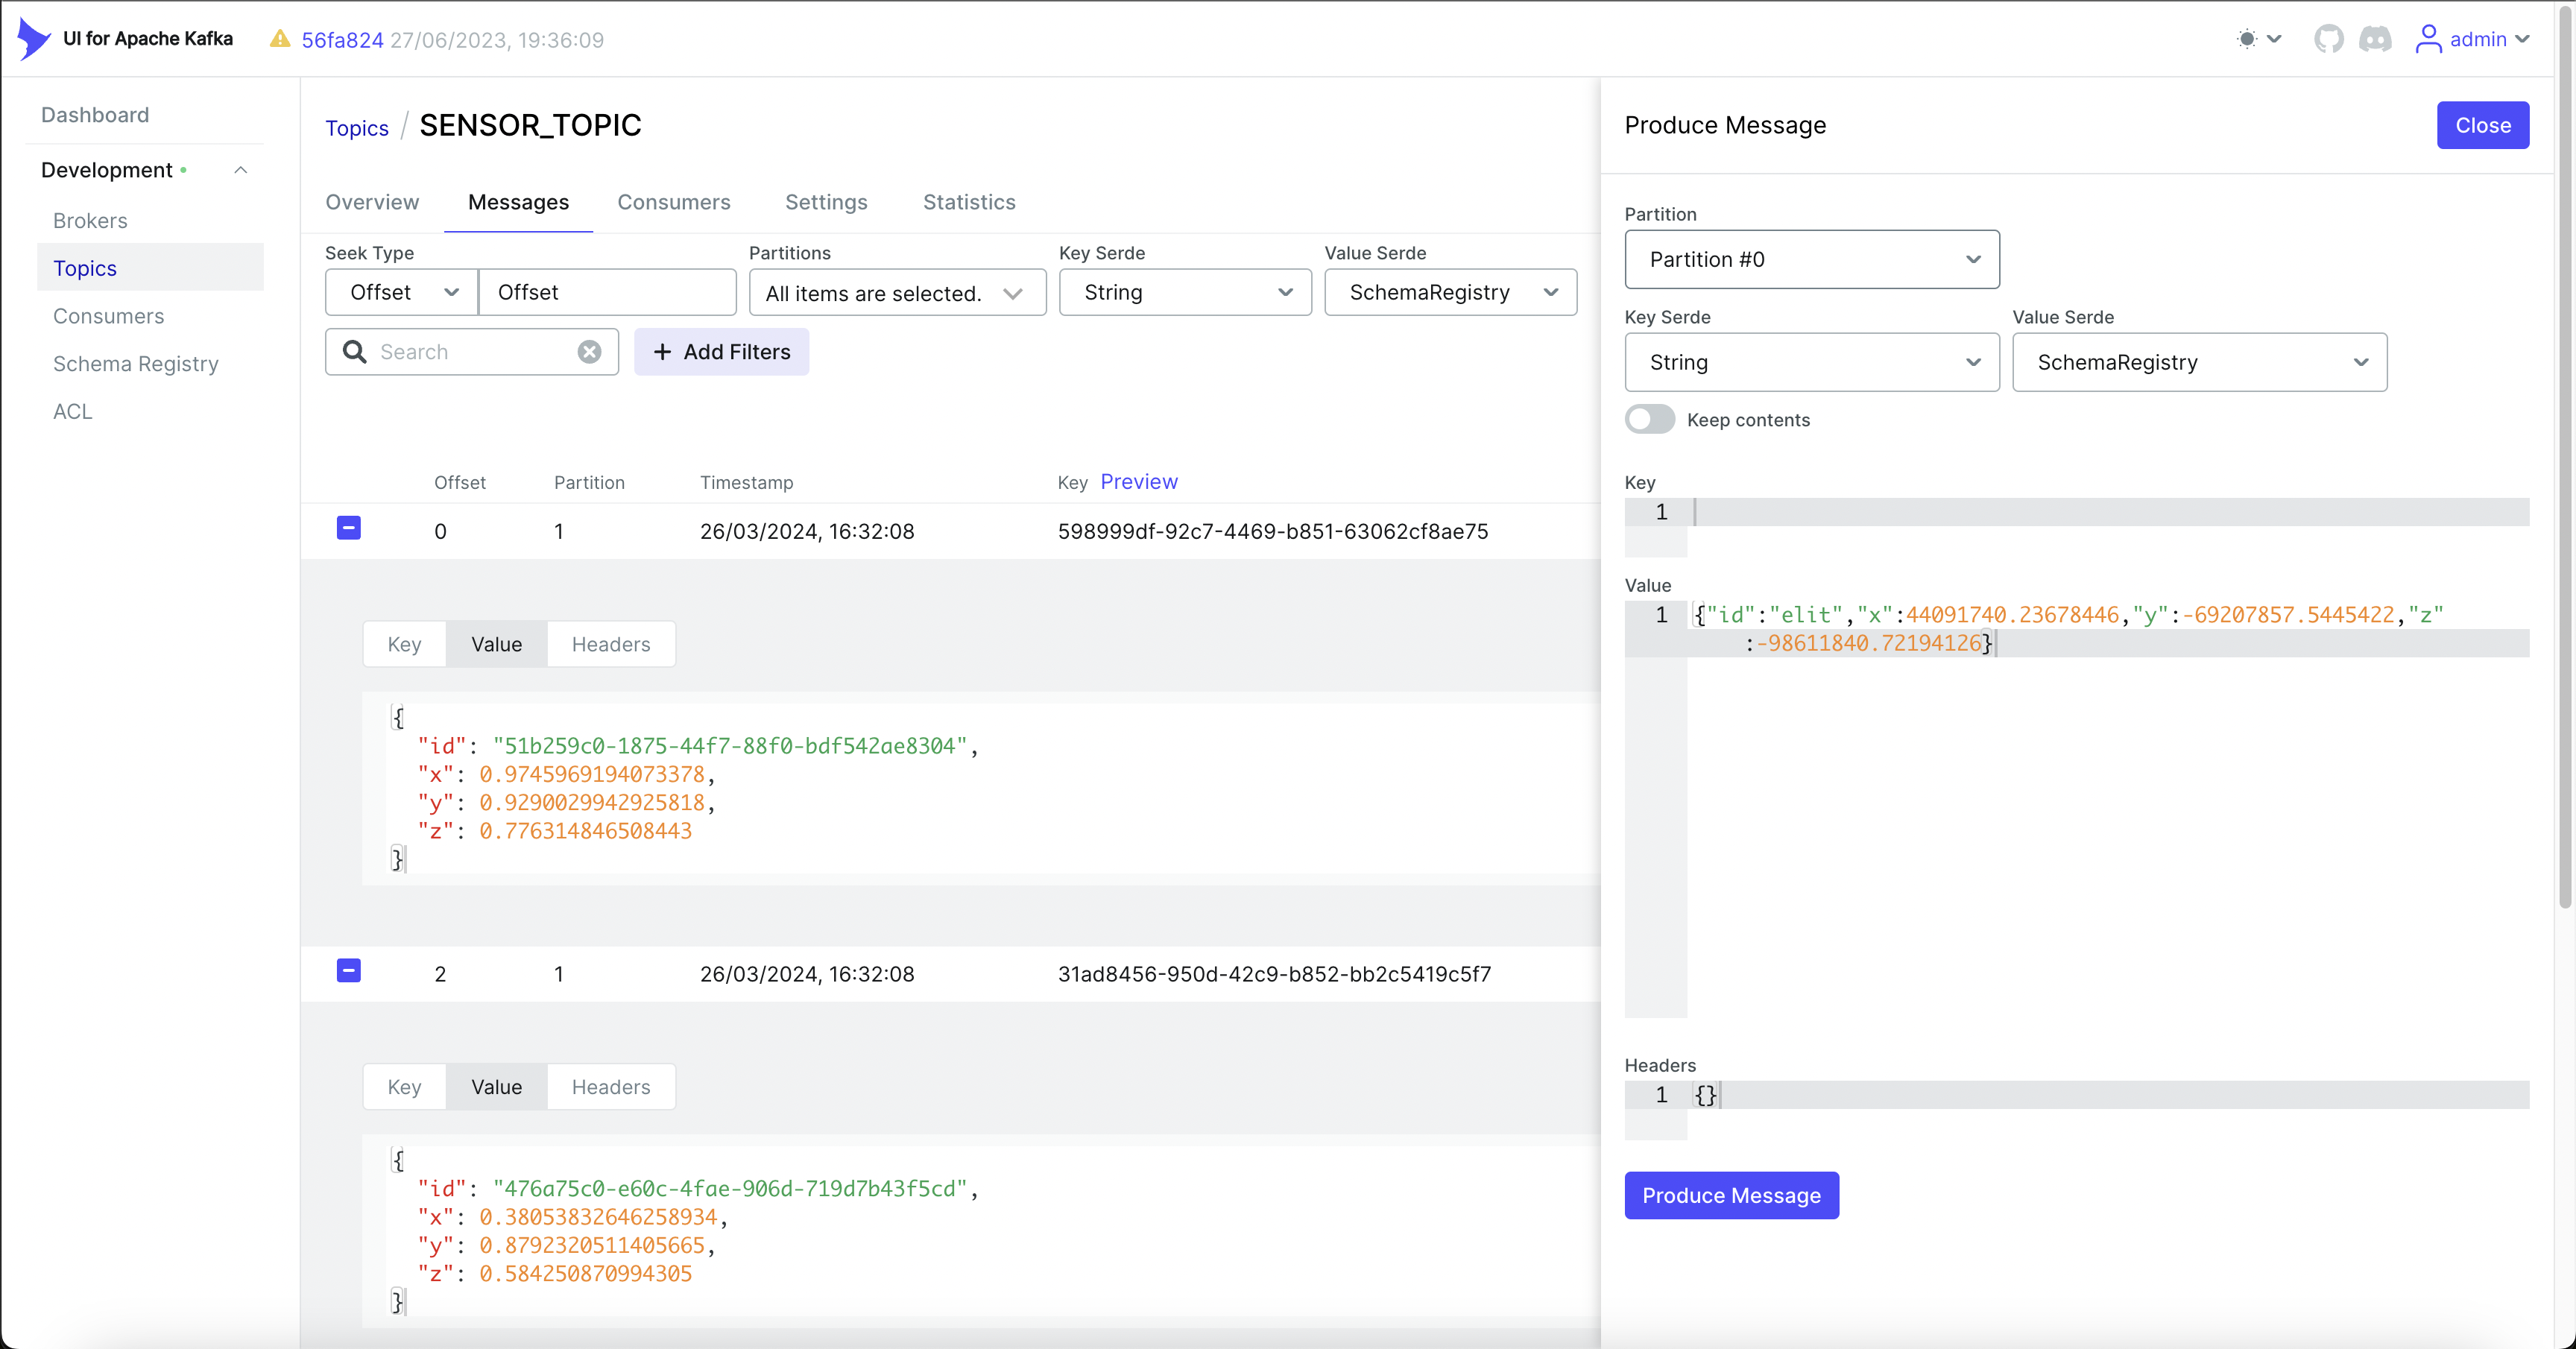 UI for Apache Kafka
56fa824 27/06/2023, 19:36:09
admin
Dashboard
Development
Brokers
Topics
Consumers
Schema Registry
ACL
Topics / SENSOR_TOPIC
Overview Messages Consumers Settings Statistics
Seek Type Partitions Key Serde Value Serde
Offset Offset All items are selected. String SchemaRegistry
Search + Add Filters
Offset Partition Timestamp Key Preview
0 1 26/03/2024, 16:32:08 598999df-92c7-4469-b851-63062cf8ae75
Key Value Headers
{
"id": "51b259c0-1875-44f7-88f0-bdf542ae8304",
"x": 0.9745969194073378,
"y": 0.9290029942925818,
"z": 0.776314846508443
}
2 1 26/03/2024, 16:32:08 31ad8456-950d-42c9-b852-bb2c5419c5f7
Key Value Headers
{
"id": "476a75c0-e60c-4fae-906d-719d7b43f5cd",
"x": 0.38053832646258934,
"y": 0.8792320511405665,
"z": 0.584250870994305
}
Produce Message Close
Partition
Partition #0
Key Serde Value Serde
String SchemaRegistry
Keep contents
Key
1
Value
1 {"id":"elit","x":44091740.23678446,"y":-69207857.5445422,"z"
:-98611840.72194126}
Headers
1 {}
Produce Message